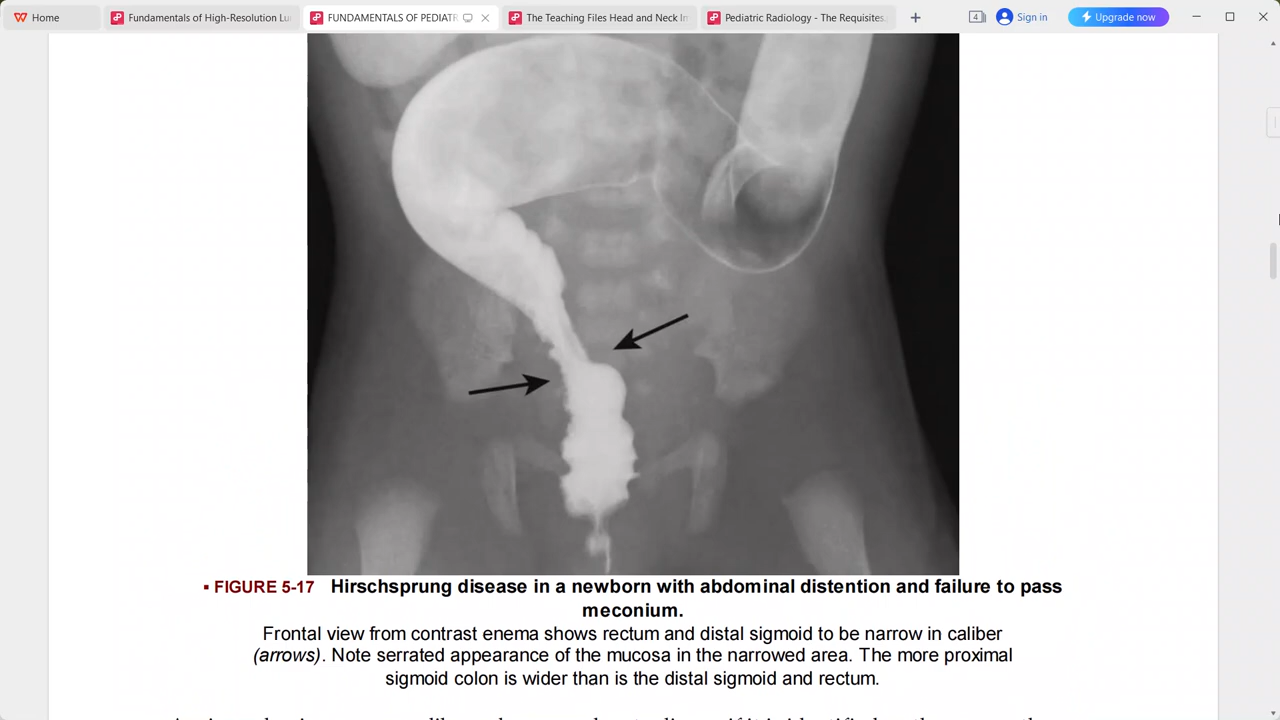 Home
Fundamentals of High-Resolution Lu
FUNDAMENTALS OF PEDIATR
The Teaching Files Head and Neck Im
Pediatric Radiology - The Requisites,
4
Sign in
Upgrade now
▪ FIGURE 5-17 Hirschsprung disease in a newborn with abdominal distention and failure to pass
meconium.
Frontal view from contrast enema shows rectum and distal sigmoid to be narrow in caliber
(arrows). Note serrated appearance of the mucosa in the narrowed area. The more proximal
sigmoid colon is wider than is the distal sigmoid and rectum.